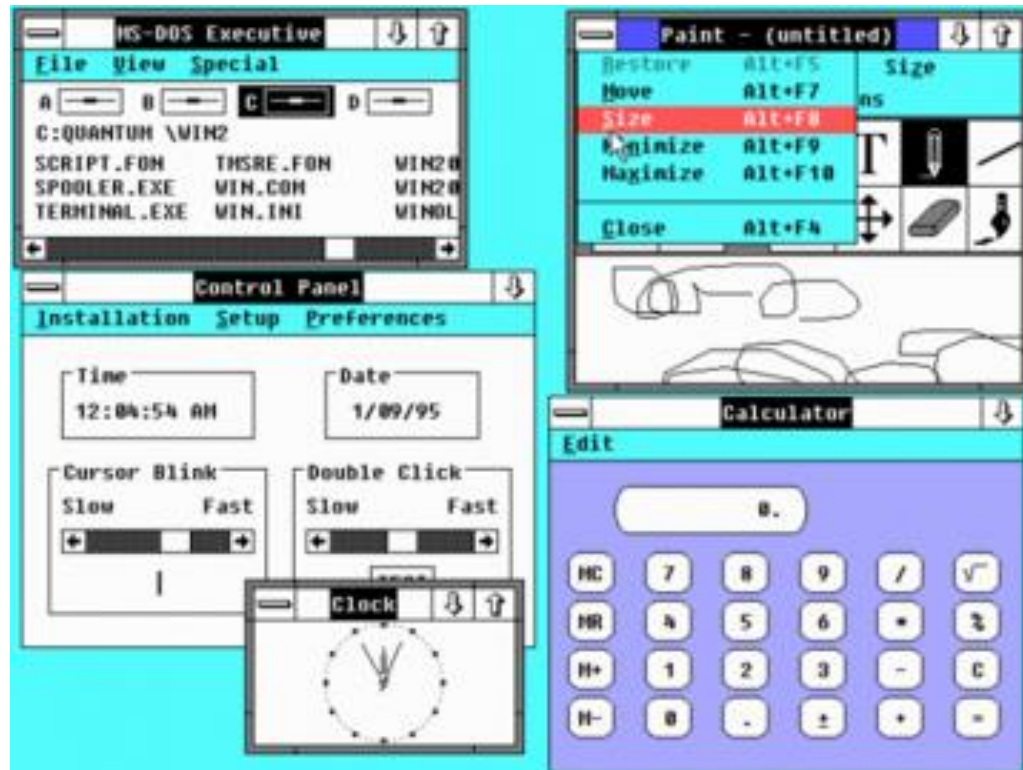 MS-DOS Executive
File View Special
A B C D
C:QUANTUM \WIN2
SCRIPT.FON TMSRE.FON WIN20
SPOOLER.EXE WIN.COM WIN20
TERMINAL.EXE WIN.INI WINOL
Paint - (untitled)
Restore Alt+F5
Move Alt+F7
Size Alt+F8
Minimize Alt+F9
Maximize Alt+F10
Close Alt+F4
Size
ns
T
Control Panel
Installation Setup Preferences
Time
12:04:54 AM
Date
1/09/95
Cursor Blink
Slow Fast
Double Click
Slow Fast
Clock
Calculator
Edit
0.
MC 7 8 9 / √
MR 4 5 6 * %
M+ 1 2 3 - C
M- 0 . ± + =